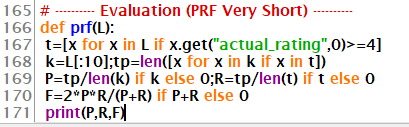 165 # ---------- Evaluation (PRF Very Short) ----------
166 def prf(L):
167  t=[x for x in L if x.get("actual_rating",0)>=4]
168  k=L[:10];tp=len([x for x in k if x in t])
169  P=tp/len(k) if k else 0;R=tp/len(t) if t else 0
170  F=2*P*R/(P+R) if P+R else 0
171  print(P,R,F)